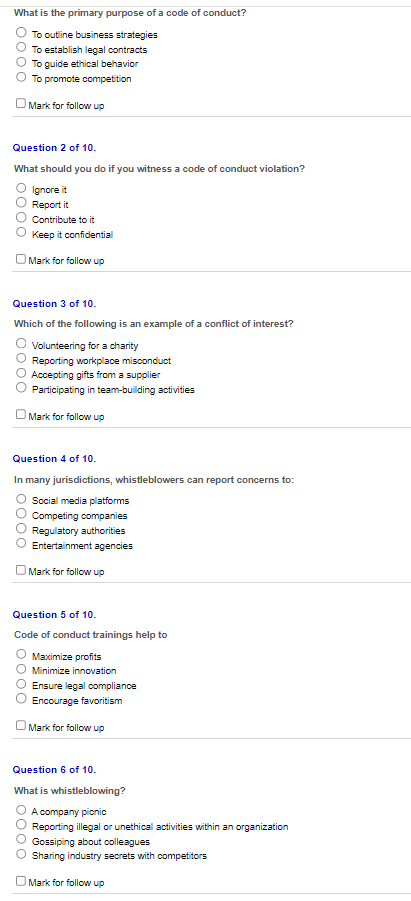 What is the primary purpose of a code of conduct?
To outline business strategies
To establish legal contracts
To guide ethical behavior
To promote competition
Mark for follow up
Question 2 of 10.
What should you do if you witness a code of conduct violation?
Ignore it
Report it
Contribute to it
Keep it confidential
Mark for follow up
Question 3 of 10.
Which of the following is an example of a conflict of interest?
Volunteering for a charity
Reporting workplace misconduct
Accepting gifts from a supplier
Participating in team-building activities
Mark for follow up
Question 4 of 10.
In many jurisdictions, whistleblowers can report concerns to:
Social media platforms
Competing companies
Regulatory authorities
Entertainment agencies
Mark for follow up
Question 5 of 10.
Code of conduct trainings help to
Maximize profits
Minimize innovation
Ensure legal compliance
Encourage favoritism
Mark for follow up
Question 6 of 10.
What is whistleblowing?
A company picnic
Reporting illegal or unethical activities within an organization
Gossiping about colleagues
Sharing industry secrets with competitors
Mark for follow up